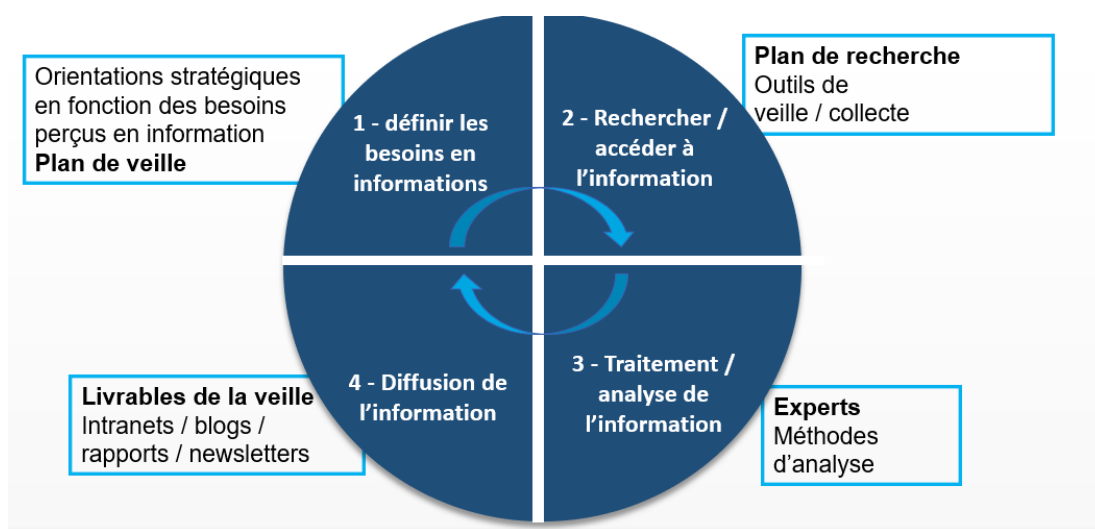 Orientations stratégiques
en fonction des besoins
perçus en information
Plan de veille
1 - définir les
besoins en
informations
2 - Rechercher /
accéder à
l’information
Plan de recherche
Outils de
veille / collecte
3 - Traitement /
analyse de
l’information
Experts
Méthodes
d’analyse
4 - Diffusion de
l’information
Livrables de la veille
Intranets / blogs /
rapports / newsletters